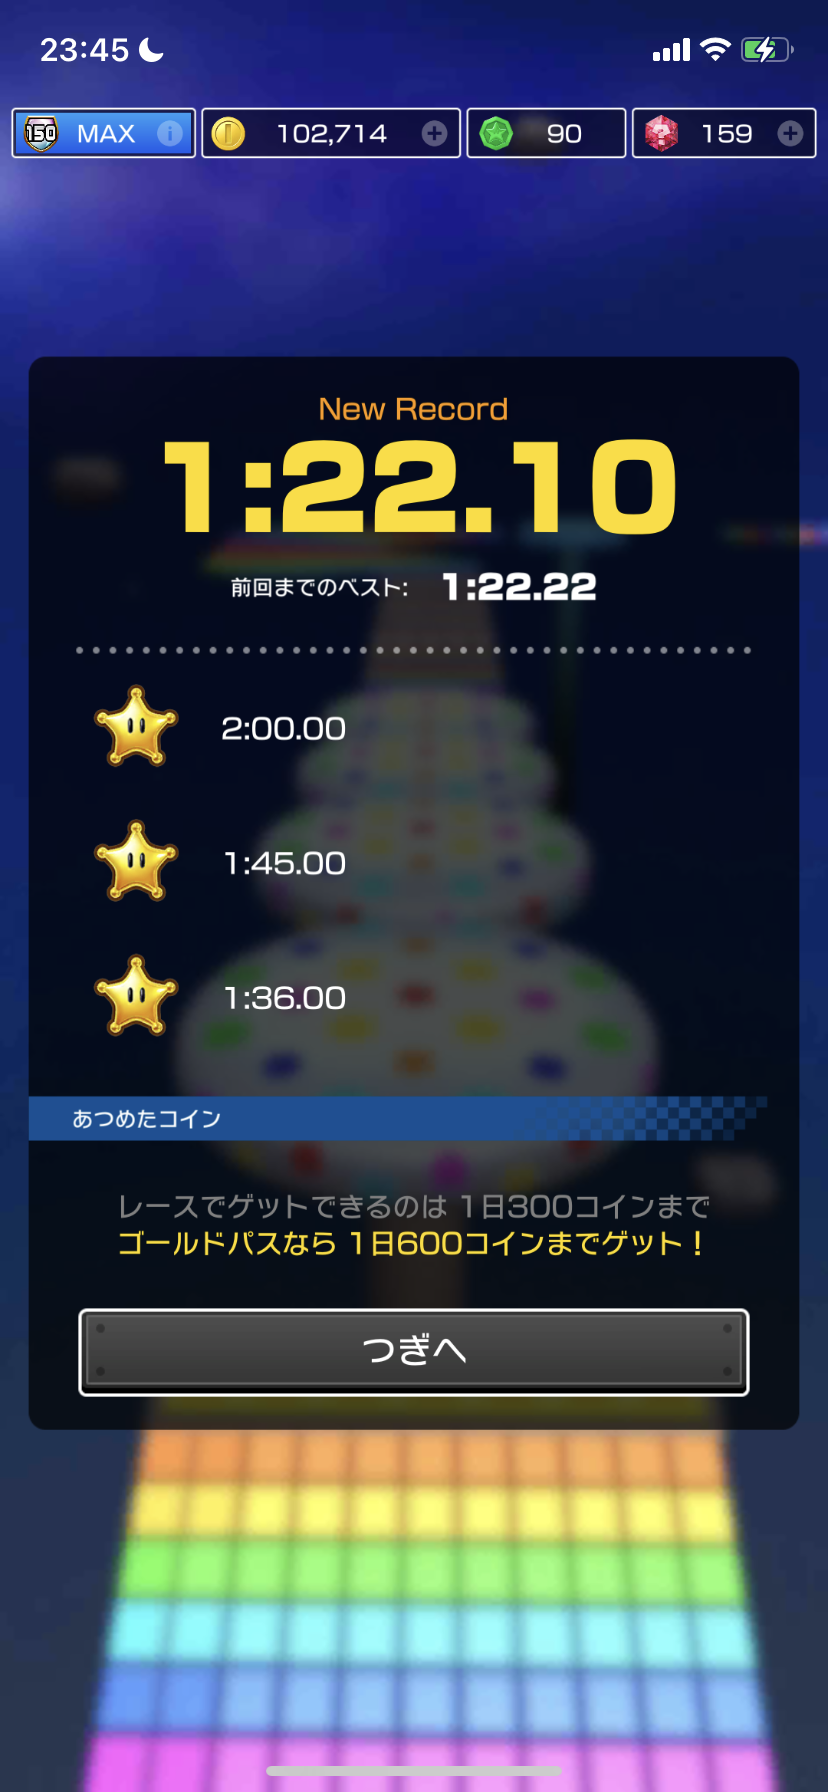 23:45
150 MAX i 102,714 + 90 159 +
New Record
1:22.10
前回までのベスト: 1:22.22
2:00.00
1:45.00
1:36.00
あつめたコイン
レースでゲットできるのは 1日300コインまで
ゴールドパスなら 1日600コインまでゲット！
つぎへ